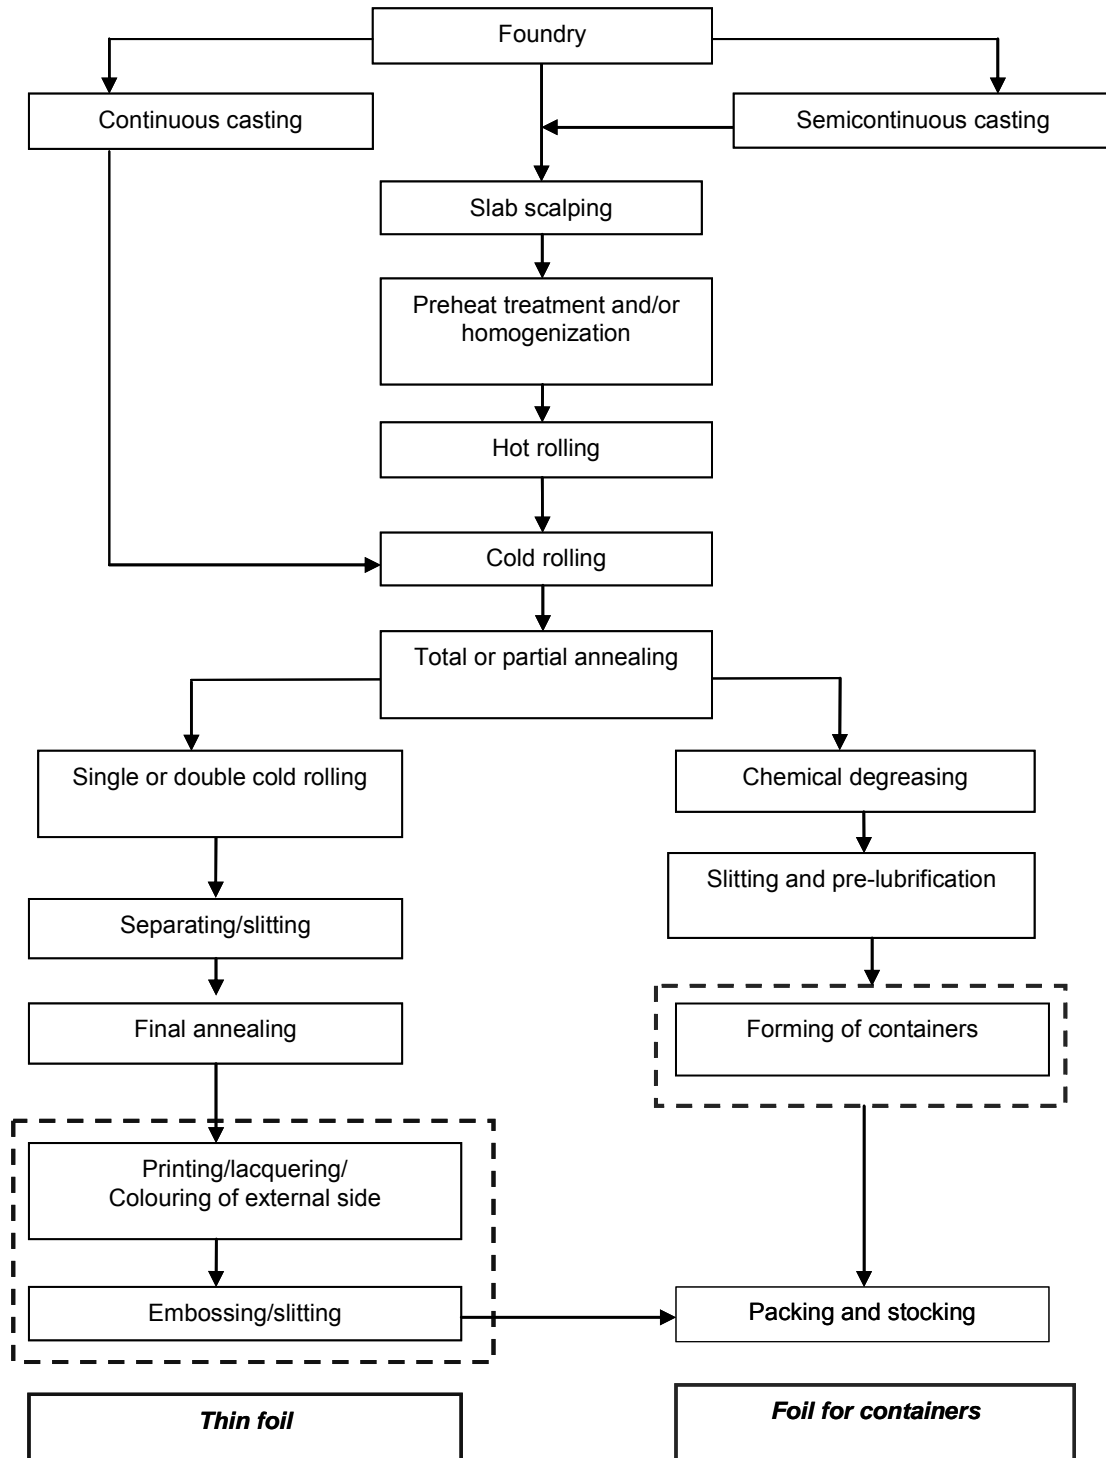 Foundry
Continuous casting
Semicontinuous casting
Slab scalping
Preheat treatment and/or
homogenization
Hot rolling
Cold rolling
Total or partial annealing
Single or double cold rolling
Chemical degreasing
Slitting and pre-lubrification
Separating/slitting
Final annealing
Forming of containers
Printing/lacquering/
Colouring of external side
Embossing/slitting
Packing and stocking
Thin foil
Foil for containers